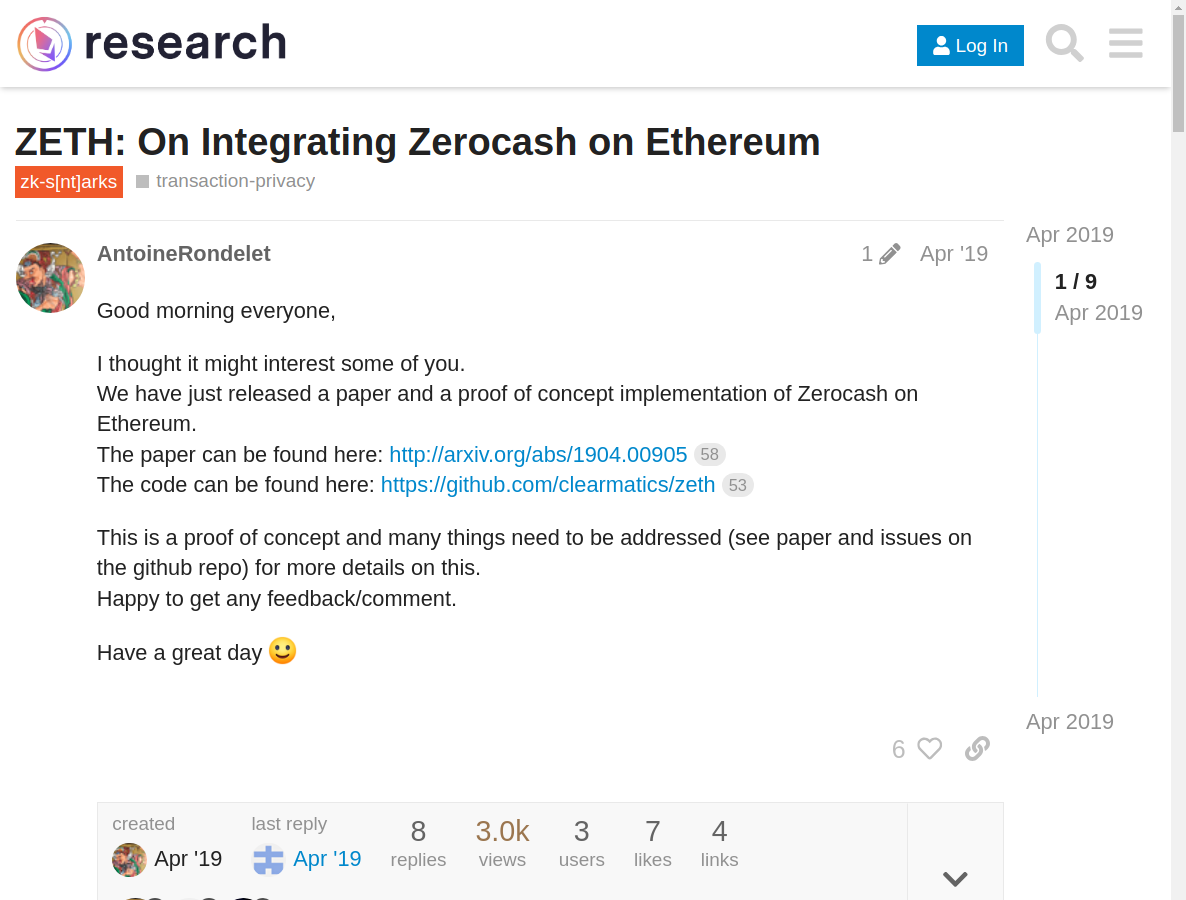 research
Log In
ZETH: On Integrating Zerocash on Ethereum
zk-s[nt]arks transaction-privacy
AntoineRondelet 1 Apr '19
Good morning everyone,
I thought it might interest some of you.
We have just released a paper and a proof of concept implementation of Zerocash on
Ethereum.
The paper can be found here: http://arxiv.org/abs/1904.00905 58
The code can be found here: https://github.com/clearmatics/zeth 53
This is a proof of concept and many things need to be addressed (see paper and issues on
the github repo) for more details on this.
Happy to get any feedback/comment.
Have a great day
6
Apr 2019
1 / 9
Apr 2019
Apr 2019
created last reply 8 3.0k 3 7 4
Apr '19 Apr '19 replies views users likes links